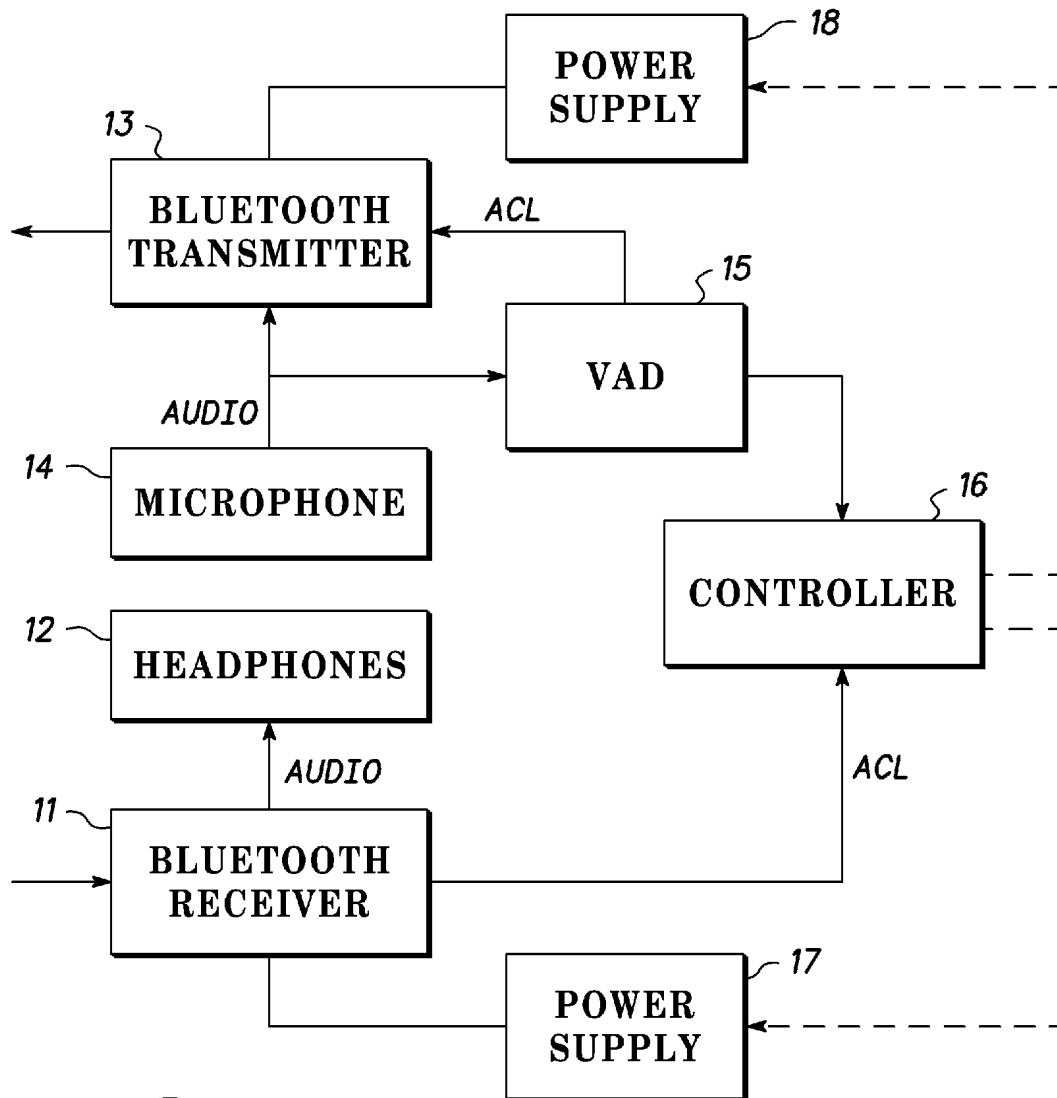 18
POWER
SUPPLY
13
BLUETOOTH
TRANSMITTER
ACL
15
VAD
AUDIO
14
MICROPHONE
16
CONTROLLER
12
HEADPHONES
AUDIO
ACL
11
BLUETOOTH
RECEIVER
17
POWER
SUPPLY